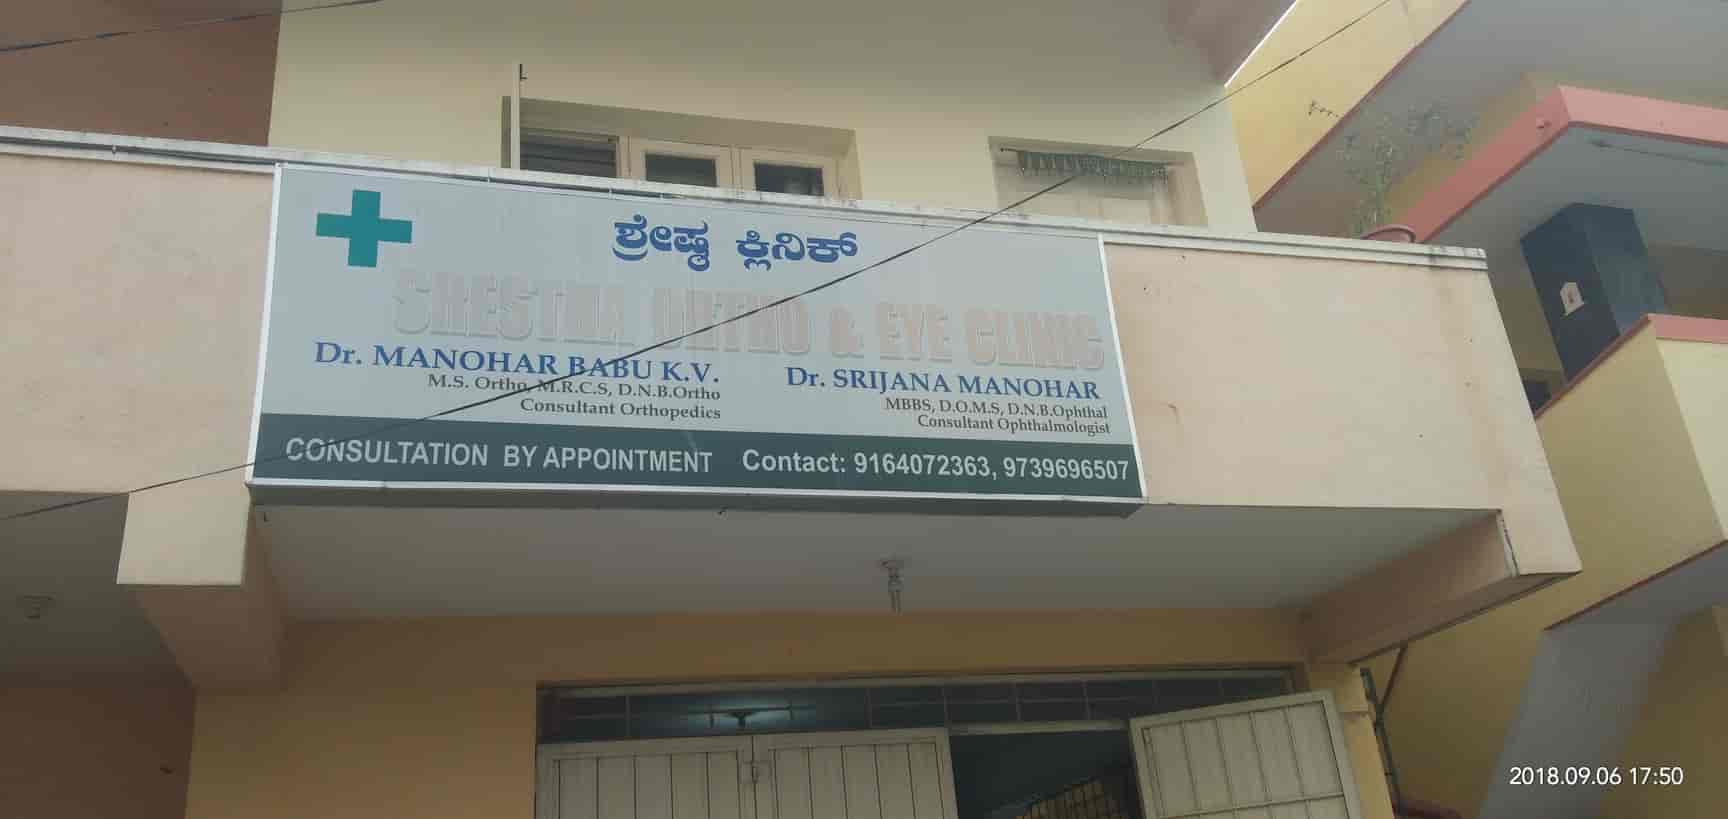 ಶ್ರೇಷ್ಠ ಕ್ಲಿನಿಕ್
SRESTHA ORTHO & EYE CLINIC
Dr. MANOHAR BABU K.V.
M.S. Ortho, M.R.C.S, D.N.B.Ortho
Consultant Orthopedics
Dr. SRIJANA MANOHAR
MBBS, D.O.M.S, D.N.B.Ophthal
Consultant Ophthalmologist
CONSULTATION BY APPOINTMENT Contact: 9164072363, 9739696507
2018.09.06 17:50